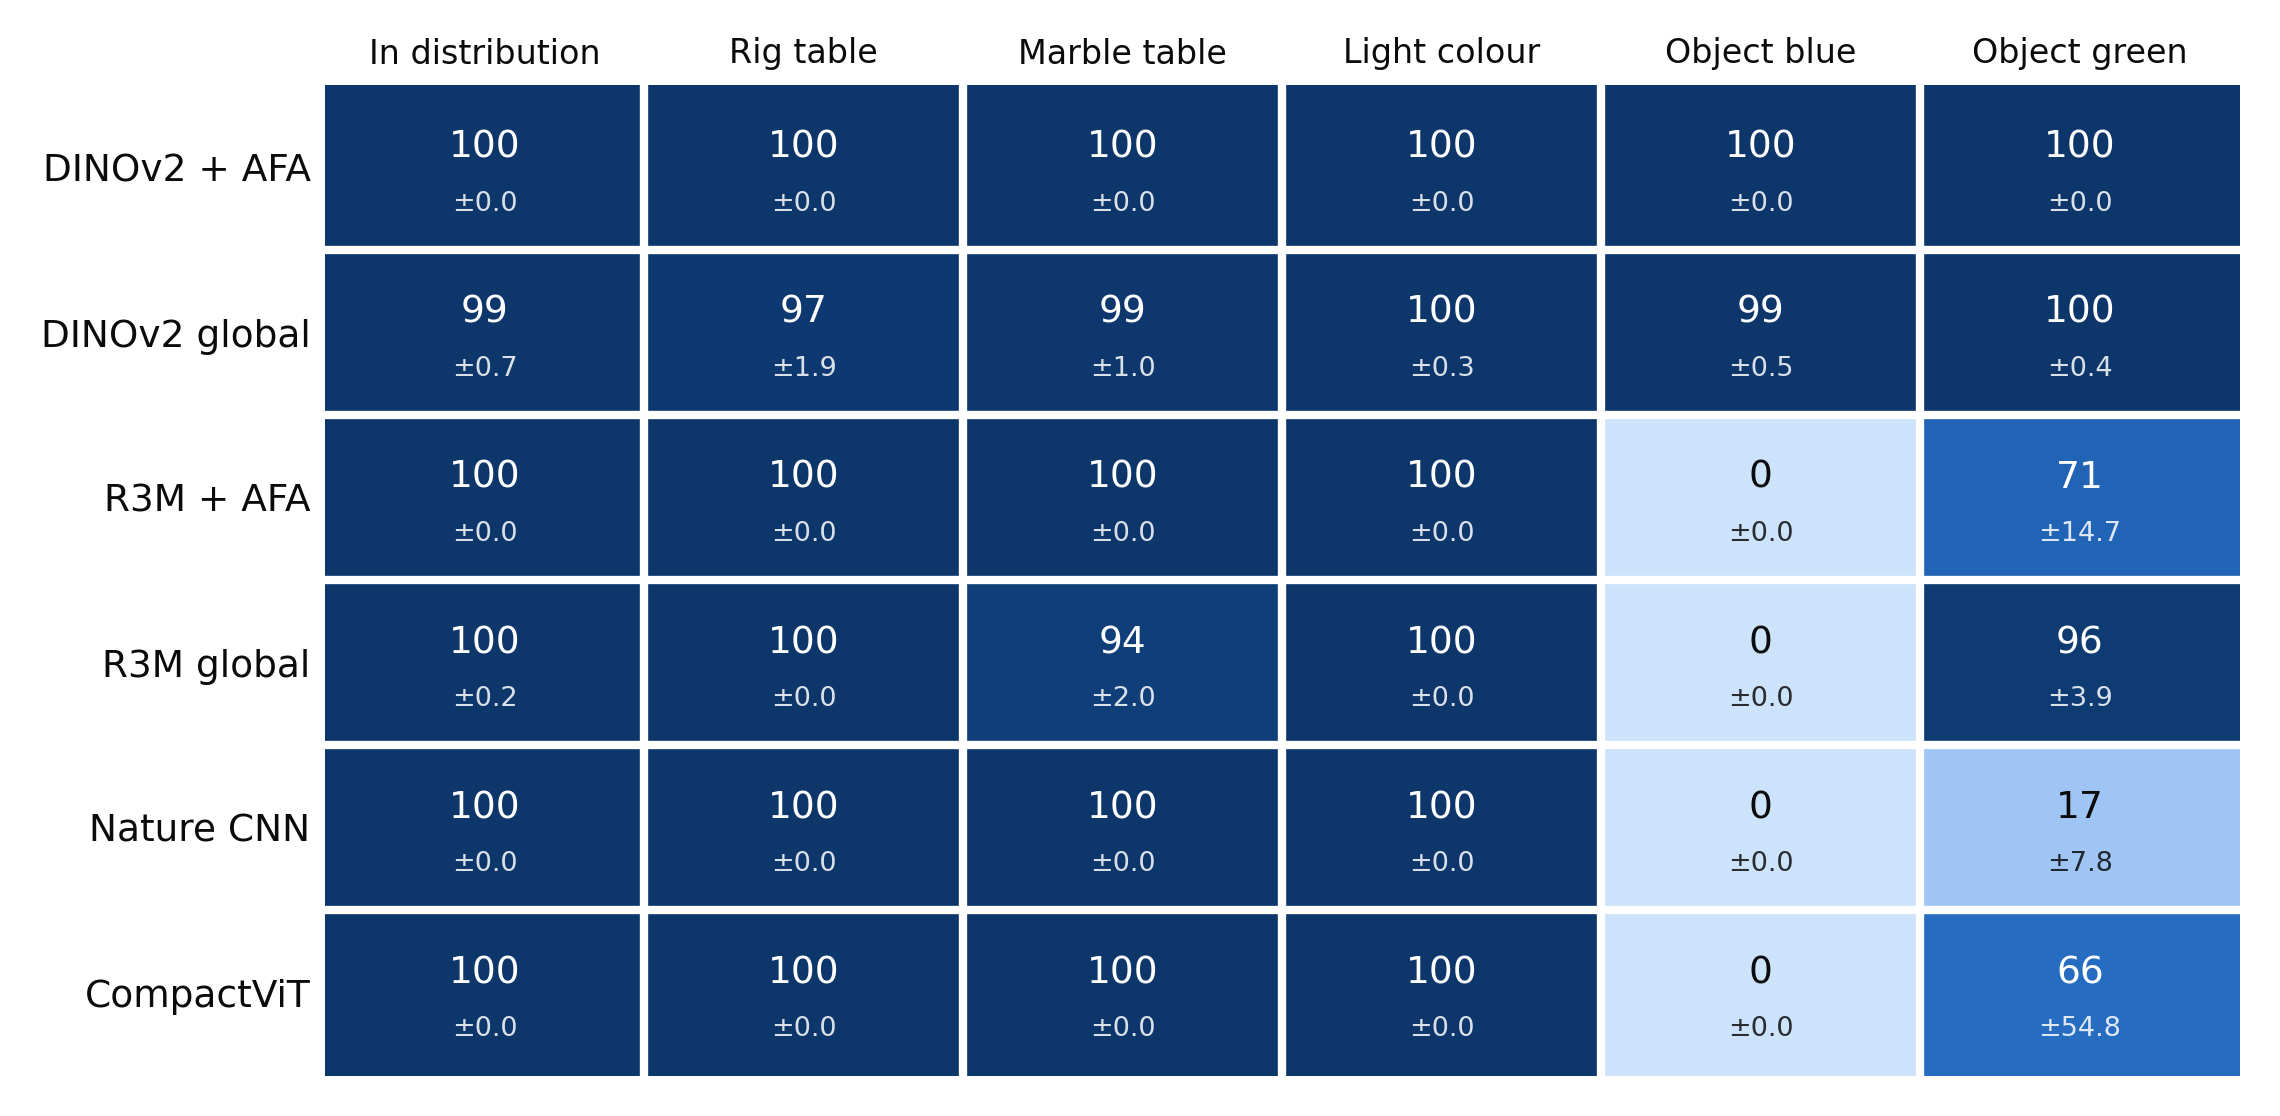 In distribution Rig table Marble table Light colour Object blue Object green
DINOv2 + AFA 100 100 100 100 100 100
±0.0 ±0.0 ±0.0 ±0.0 ±0.0 ±0.0
DINOv2 global 99 97 99 100 99 100
±0.7 ±1.9 ±1.0 ±0.3 ±0.5 ±0.4
R3M + AFA 100 100 100 100 0 71
±0.0 ±0.0 ±0.0 ±0.0 ±0.0 ±14.7
R3M global 100 100 94 100 0 96
±0.2 ±0.0 ±2.0 ±0.0 ±0.0 ±3.9
Nature CNN 100 100 100 100 0 17
±0.0 ±0.0 ±0.0 ±0.0 ±0.0 ±7.8
CompactViT 100 100 100 100 0 66
±0.0 ±0.0 ±0.0 ±0.0 ±0.0 ±54.8